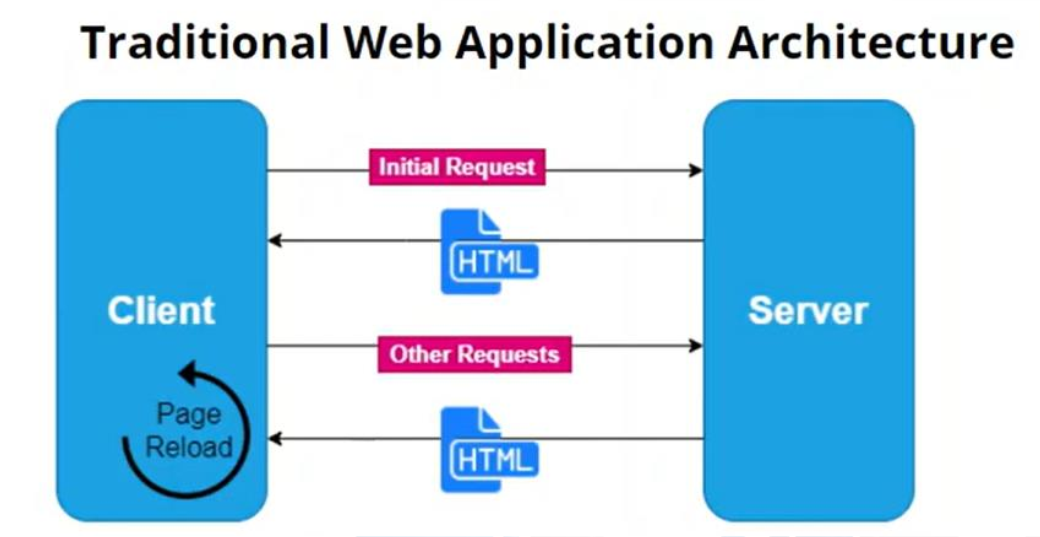 Traditional Web Application Architecture
Initial Request
HTML
Client
Server
Other Requests
Page
Reload
HTML